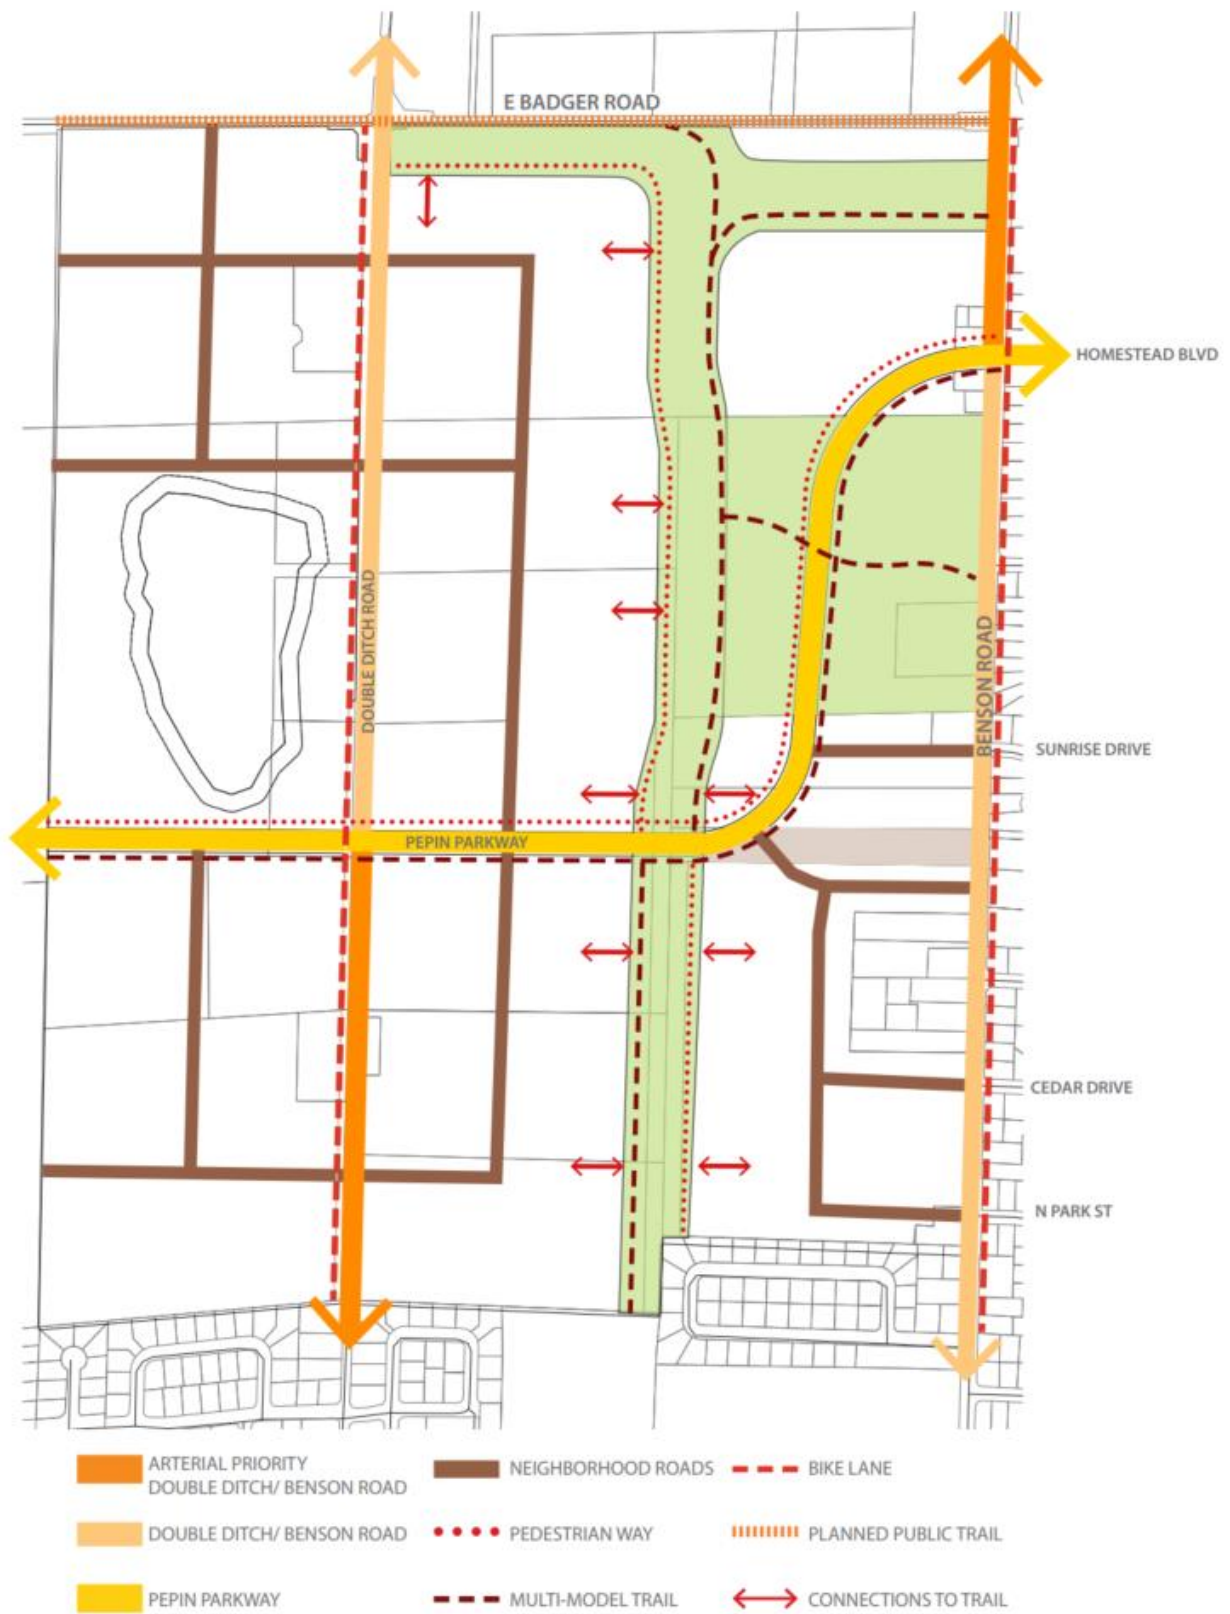 E BADGER ROAD
HOMESTEAD BLVD
DOUBLE DITCH ROAD
BENSON ROAD
SUNRISE DRIVE
PEPIN PARKWAY
CEDAR DRIVE
N PARK ST
ARTERIAL PRIORITY
DOUBLE DITCH/ BENSON ROAD
NEIGHBORHOOD ROADS
BIKE LANE
DOUBLE DITCH/ BENSON ROAD
PEDESTRIAN WAY
PLANNED PUBLIC TRAIL
PEPIN PARKWAY
MULTI-MODEL TRAIL
CONNECTIONS TO TRAIL